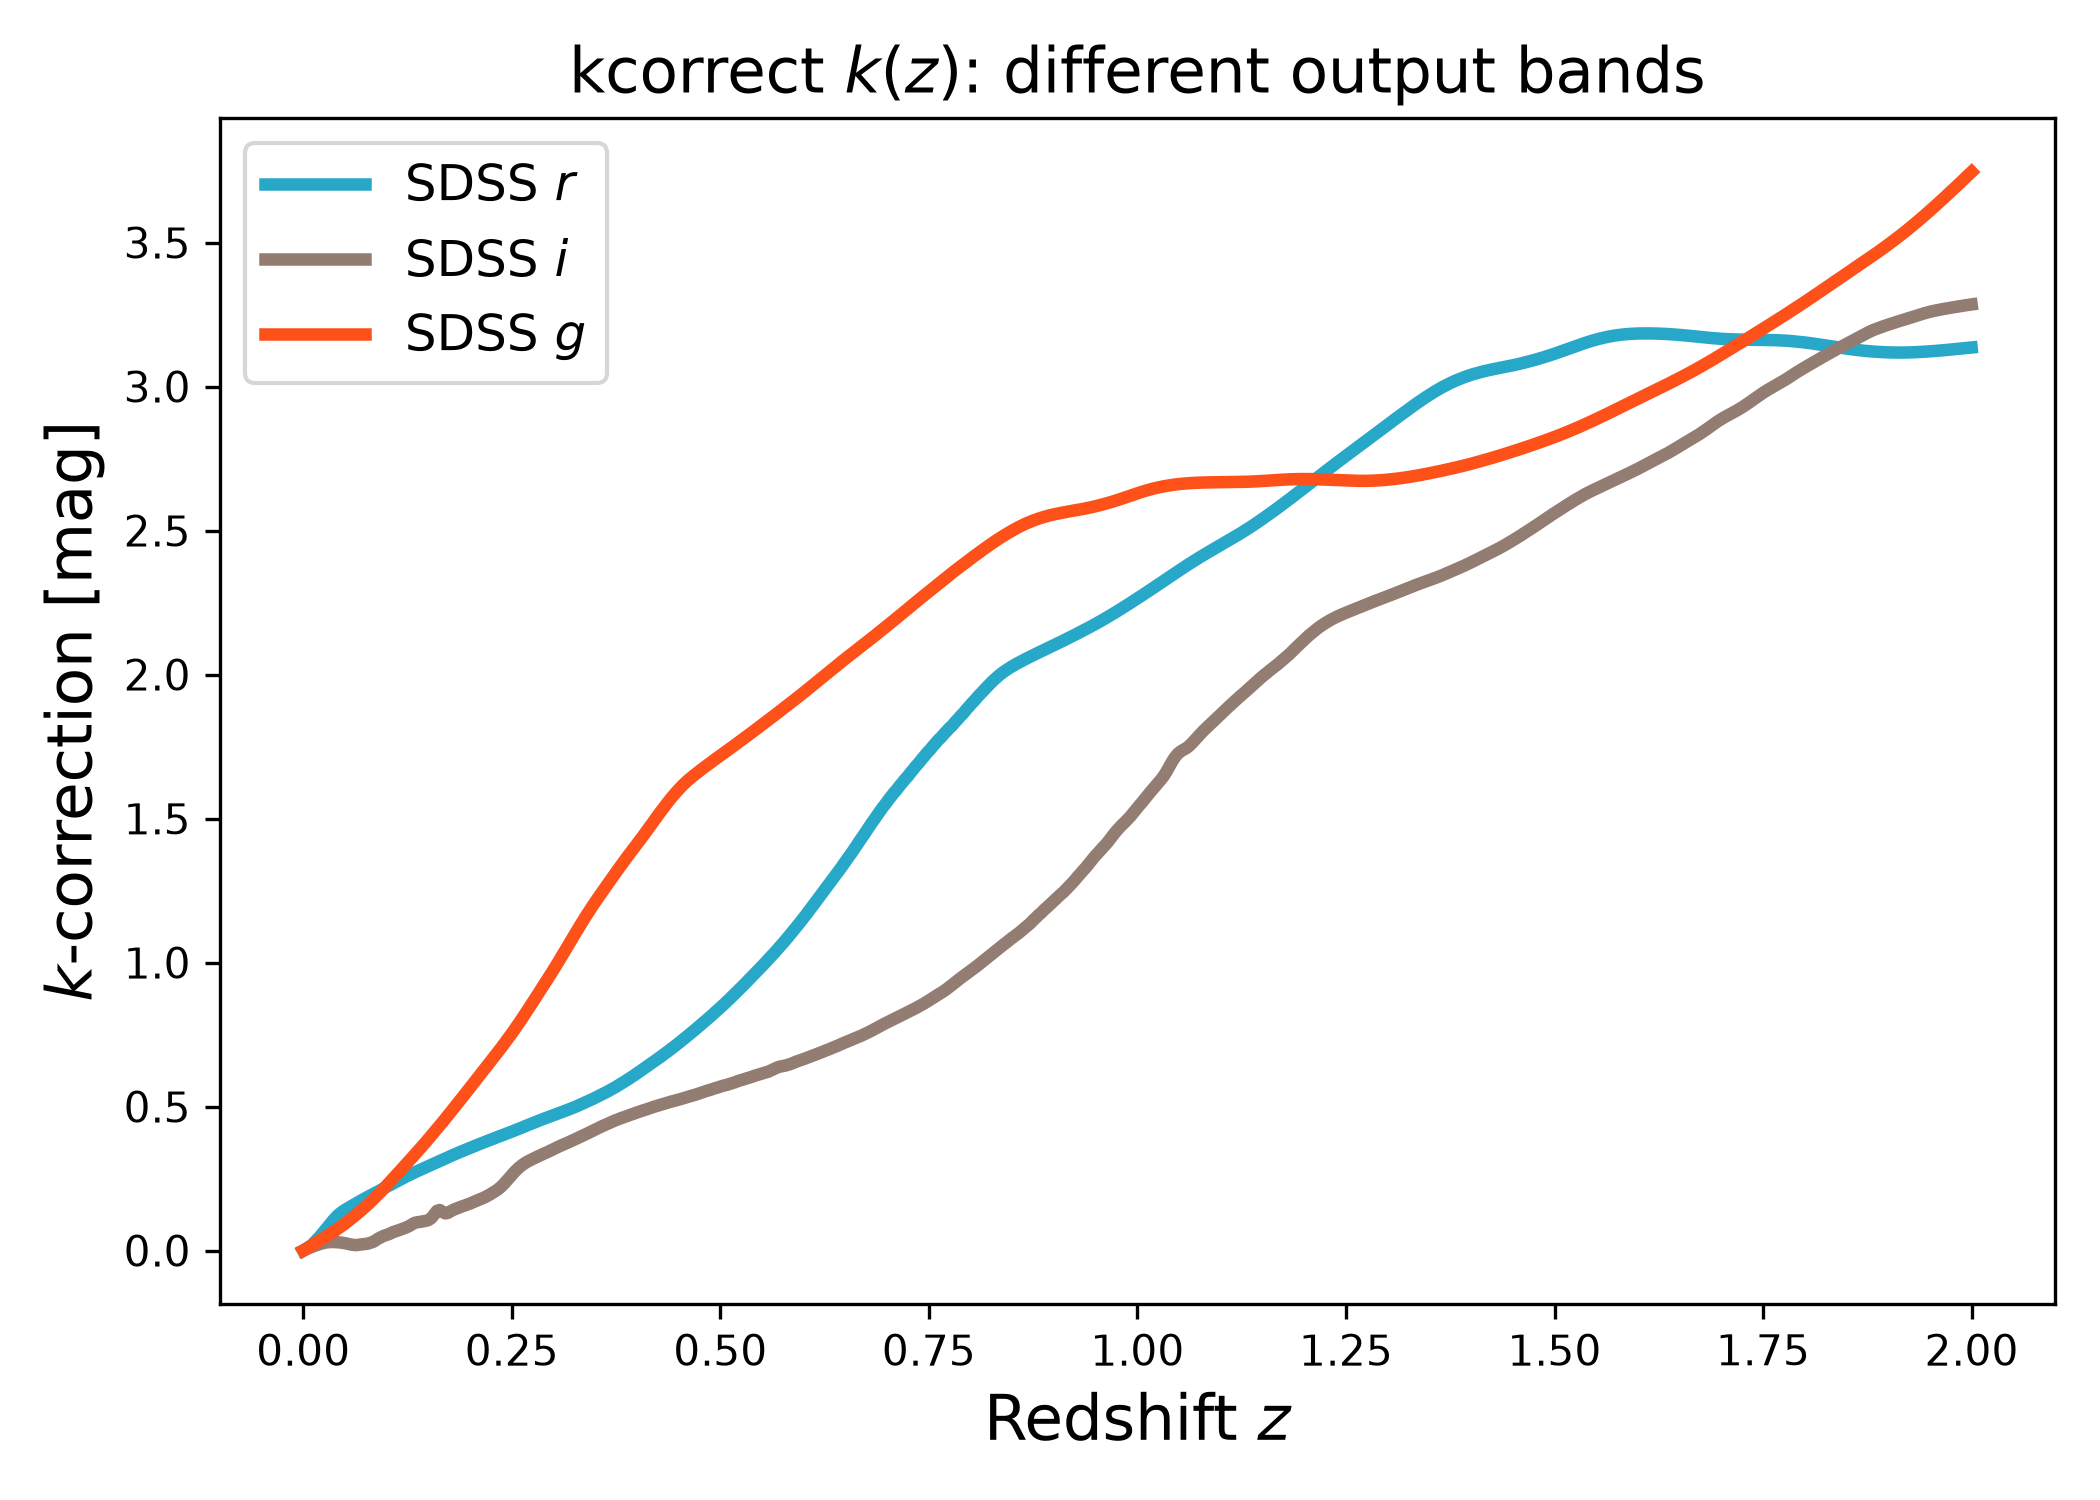 kcorrect k(z): different output bands
SDSS r
SDSS i
SDSS g
k-correction [mag]
3.5
3.0
2.5
2.0
1.5
1.0
0.5
0.0
0.00 0.25 0.50 0.75 1.00 1.25 1.50 1.75 2.00
Redshift z